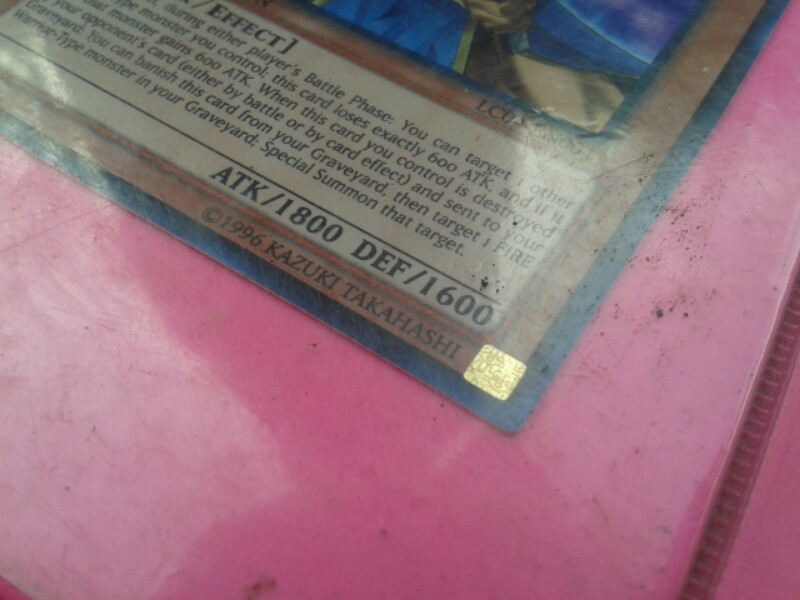 /EFFECT]
during either player's Battle Phase: You can target 1 other
monster you control; this card loses exactly 600 ATK, and if it
that monster gains 600 ATK. When this card you control is destroyed
your opponent's card (either by battle or by card effect) and sent to your
Graveyard: You can banish this card from your Graveyard, then target 1 FIRE
Warrior-Type monster in your Graveyard; Special Summon that target.
ATK/1800 DEF/1600
©1996 KAZUKI TAKAHASHI